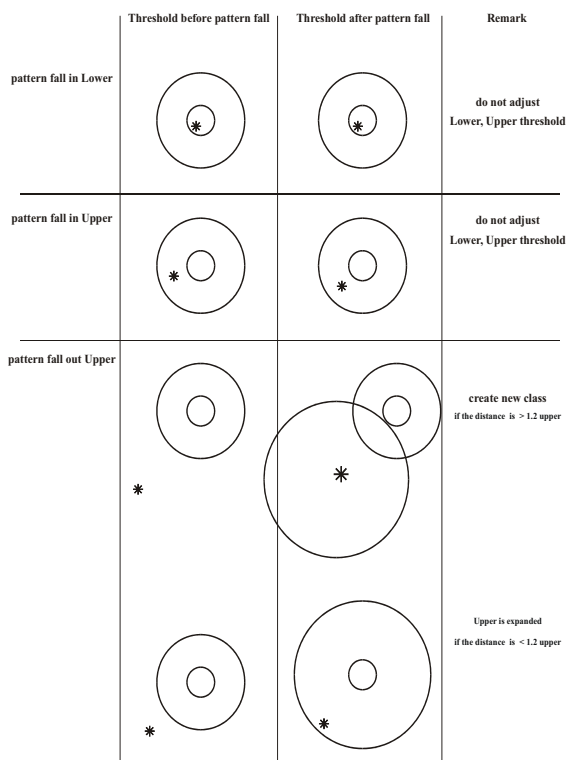 Threshold before pattern fall
Threshold after pattern fall
Remark
pattern fall in Lower
do not adjust
Lower, Upper threshold
pattern fall in Upper
do not adjust
Lower, Upper threshold
pattern fall out Upper
create new class
if the distance is > 1.2 upper
Upper is expanded
if the distance is < 1.2 upper